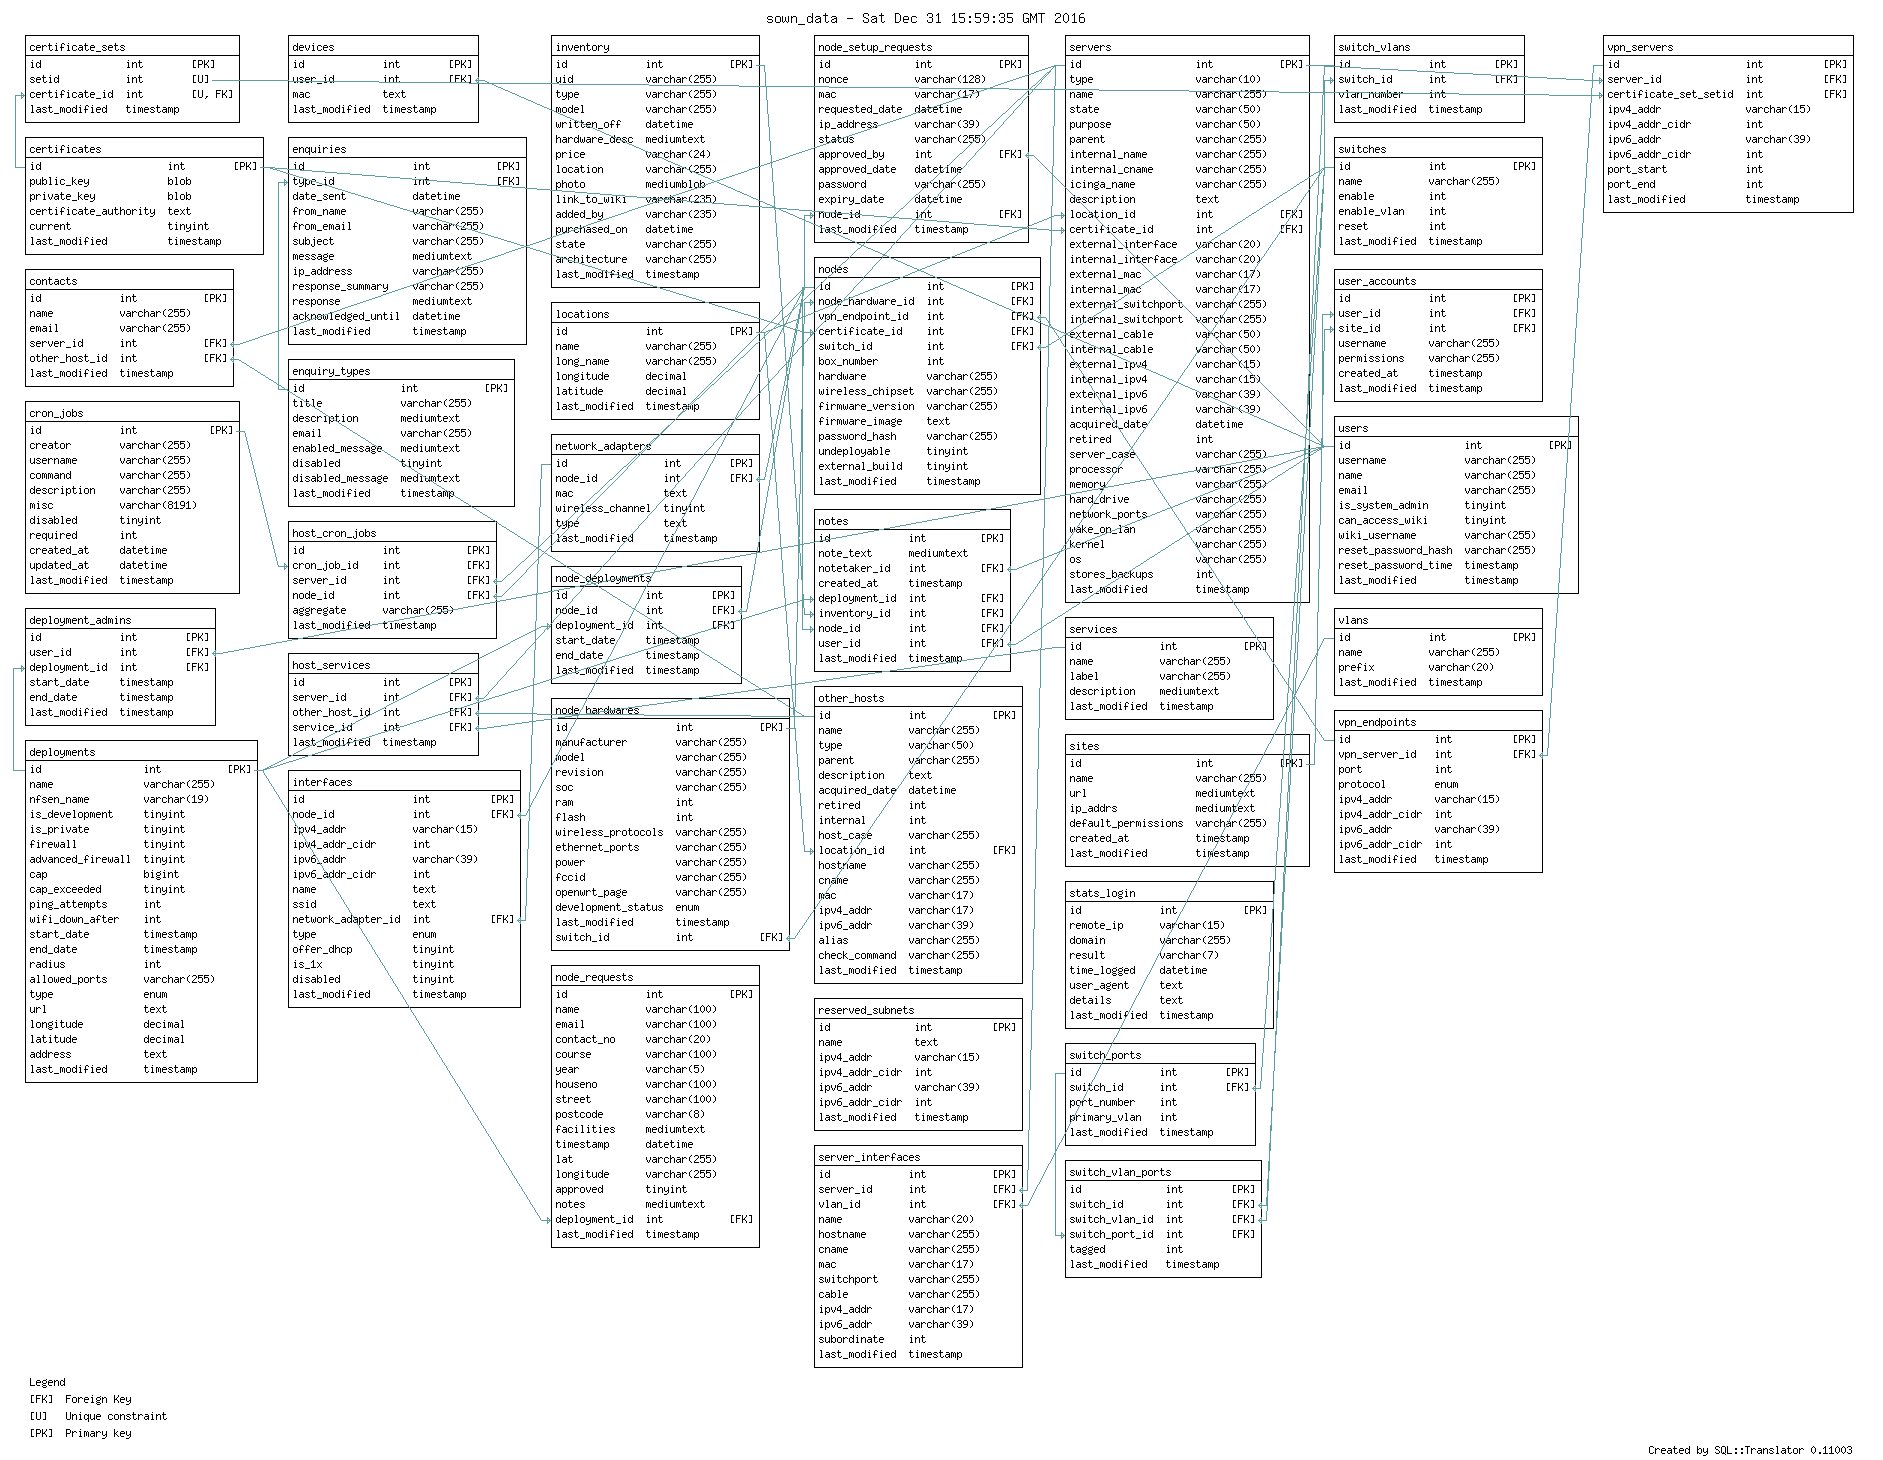 sown_data - Sat Dec 31 15:59:35 GMT 2016
certificate_sets
id int [PK]
setid int [U]
certificate_id int [U, FK]
last_modified timestamp
certificates
id int [PK]
public_key blob
private_key blob
certificate_authority text
current tinyint
last_modified timestamp
contacts
id int [PK]
name varchar(255)
email varchar(255)
server_id int [FK]
other_host_id int [FK]
last_modified timestamp
cron_jobs
id int [PK]
creator varchar(255)
username varchar(255)
command varchar(255)
description varchar(255)
misc varchar(8191)
disabled tinyint
required int
created_at datetime
updated_at datetime
last_modified timestamp
deployment_admins
id int [PK]
user_id int [FK]
deployment_id int [FK]
start_date timestamp
end_date timestamp
last_modified timestamp
deployments
id int [PK]
name varchar(255)
nfsen_name varchar(19)
is_development tinyint
is_private tinyint
firewall tinyint
advanced_firewall tinyint
cap bigint
cap_exceeded tinyint
ping_attempts int
wifi_down_after int
start_date timestamp
end_date timestamp
radius int
allowed_ports varchar(255)
type enum
url text
longitude decimal
latitude decimal
address text
last_modified timestamp
devices
id int [PK]
user_id int [FK]
mac text
last_modified timestamp
enquiries
id int [PK]
type_id int [FK]
date_sent datetime
from_name varchar(255)
from_email varchar(255)
subject varchar(255)
message mediumtext
ip_address varchar(255)
response_summary varchar(255)
response mediumtext
acknowledged_until datetime
last_modified timestamp
enquiry_types
id int [PK]
title varchar(255)
description mediumtext
email varchar(255)
enabled_message mediumtext
disabled tinyint
disabled_message mediumtext
last_modified timestamp
host_cron_jobs
id int [PK]
cron_job_id int [FK]
server_id int [FK]
node_id int [FK]
aggregate varchar(255)
last_modified timestamp
host_services
id int [PK]
server_id int [FK]
other_host_id int [FK]
service_id int [FK]
last_modified timestamp
interfaces
id int [PK]
node_id int [FK]
ipv4_addr varchar(15)
ipv4_addr_cidr int
ipv6_addr varchar(39)
ipv6_addr_cidr int
name text
ssid text
network_adapter_id int [FK]
type enum
offer_dhcp tinyint
is_1x tinyint
disabled tinyint
last_modified timestamp
inventory
id int [PK]
uid varchar(255)
type varchar(255)
model varchar(255)
written_off datetime
hardware_desc mediumtext
price varchar(24)
location varchar(255)
photo mediumblob
link_to_wiki varchar(235)
added_by varchar(235)
purchased_on datetime
state varchar(255)
architecture varchar(255)
last_modified timestamp
locations
id int [PK]
name varchar(255)
long_name varchar(255)
longitude decimal
latitude decimal
last_modified timestamp
network_adapters
id int [PK]
node_id int [FK]
mac text
wireless_channel tinyint
type text
last_modified timestamp
node_deployments
id int [PK]
node_id int [FK]
deployment_id int [FK]
start_date timestamp
end_date timestamp
last_modified timestamp
node_hardwares
id int [PK]
manufacturer varchar(255)
model varchar(255)
revision varchar(255)
soc varchar(255)
ram int
flash int
wireless_protocols varchar(255)
ethernet_ports varchar(255)
power varchar(255)
fccid varchar(255)
openwrt_page varchar(255)
development_status enum
last_modified timestamp
switch_id int [FK]
node_requests
id int [PK]
name varchar(100)
email varchar(100)
contact_no varchar(20)
course varchar(100)
year varchar(5)
houseno varchar(100)
street varchar(100)
postcode varchar(8)
facilities mediumtext
timestamp datetime
lat varchar(255)
longitude varchar(255)
approved tinyint
notes mediumtext
deployment_id int [FK]
last_modified timestamp
node_setup_requests
id int [PK]
nonce varchar(128)
mac varchar(17)
requested_date datetime
ip_address varchar(39)
status varchar(255)
approved_by int [FK]
approved_date datetime
password varchar(255)
expiry_date datetime
node_id int [FK]
last_modified timestamp
nodes
id int [PK]
node_hardware_id int [FK]
vpn_endpoint_id int [FK]
certificate_id int [FK]
switch_id int [FK]
box_number int
hardware varchar(255)
wireless_chipset varchar(255)
firmware_version varchar(255)
firmware_image text
password_hash varchar(255)
undeployable tinyint
external_build tinyint
last_modified timestamp
notes
id int [PK]
note_text mediumtext
notetaker_id int [FK]
created_at timestamp
deployment_id int [FK]
inventory_id int [FK]
node_id int [FK]
user_id int [FK]
last_modified timestamp
other_hosts
id int [PK]
name varchar(255)
type varchar(50)
parent varchar(255)
description text
acquired_date datetime
retired int
internal int
host_case varchar(255)
location_id int [FK]
hostname varchar(255)
cname varchar(255)
mac varchar(17)
ipv4_addr varchar(17)
ipv6_addr varchar(39)
alias varchar(255)
check_command varchar(255)
last_modified timestamp
reserved_subnets
id int [PK]
name text
ipv4_addr varchar(15)
ipv4_addr_cidr int
ipv6_addr varchar(39)
ipv6_addr_cidr int
last_modified timestamp
server_interfaces
id int [PK]
server_id int [FK]
vlan_id int [FK]
name varchar(20)
hostname varchar(255)
cname varchar(255)
mac varchar(17)
switchport varchar(255)
cable varchar(255)
ipv4_addr varchar(17)
ipv6_addr varchar(39)
subordinate int
last_modified timestamp
servers
id int [PK]
type varchar(10)
name varchar(255)
state varchar(50)
purpose varchar(50)
parent varchar(255)
internal_name varchar(255)
internal_cname varchar(255)
icinga_name varchar(255)
description text
location_id int [FK]
certificate_id int [FK]
external_interface varchar(20)
internal_interface varchar(20)
external_mac varchar(17)
internal_mac varchar(17)
external_switchport varchar(255)
internal_switchport varchar(255)
external_cable varchar(50)
internal_cable varchar(50)
external_ipv4 varchar(15)
internal_ipv4 varchar(15)
external_ipv6 varchar(39)
internal_ipv6 varchar(39)
acquired_date datetime
retired int
server_case varchar(255)
processor varchar(255)
memory varchar(255)
hard_drive varchar(255)
network_ports varchar(255)
wake_on_lan varchar(255)
kernel varchar(255)
os varchar(255)
stores_backups int
last_modified timestamp
services
id int [PK]
name varchar(255)
label varchar(255)
description mediumtext
last_modified timestamp
sites
id int [PK]
name varchar(255)
url mediumtext
ip_addrs mediumtext
default_permissions varchar(255)
created_at timestamp
last_modified timestamp
stats_login
id int [PK]
remote_ip varchar(15)
domain varchar(255)
result varchar(7)
time_logged datetime
user_agent text
details text
last_modified timestamp
switch_ports
id int [PK]
switch_id int [FK]
port_number int
primary_vlan int
last_modified timestamp
switch_vlan_ports
id int [PK]
switch_id int [FK]
switch_vlan_id int [FK]
switch_port_id int [FK]
tagged int
last_modified timestamp
switch_vlans
id int [PK]
switch_id int [FK]
vlan_number int
last_modified timestamp
switches
id int [PK]
name varchar(255)
enable int
enable_vlan int
reset int
last_modified timestamp
user_accounts
id int [PK]
user_id int [FK]
site_id int [FK]
username varchar(255)
permissions varchar(255)
created_at timestamp
last_modified timestamp
users
id int [PK]
username varchar(255)
name varchar(255)
email varchar(255)
is_system_admin tinyint
can_access_wiki tinyint
wiki_username varchar(255)
reset_password_hash varchar(255)
reset_password_time timestamp
last_modified timestamp
vlans
id int [PK]
name varchar(255)
prefix varchar(20)
last_modified timestamp
vpn_endpoints
id int [PK]
vpn_server_id int [FK]
port int
protocol enum
ipv4_addr varchar(15)
ipv4_addr_cidr int
ipv6_addr varchar(39)
ipv6_addr_cidr int
last_modified timestamp
vpn_servers
id int [PK]
server_id int [FK]
certificate_set_setid int [FK]
ipv4_addr varchar(15)
ipv4_addr_cidr int
ipv6_addr varchar(39)
ipv6_addr_cidr int
port_start int
port_end int
last_modified timestamp
Legend
[FK] Foreign Key
[U] Unique constraint
[PK] Primary key
Created by SQL::Translator 0.11003